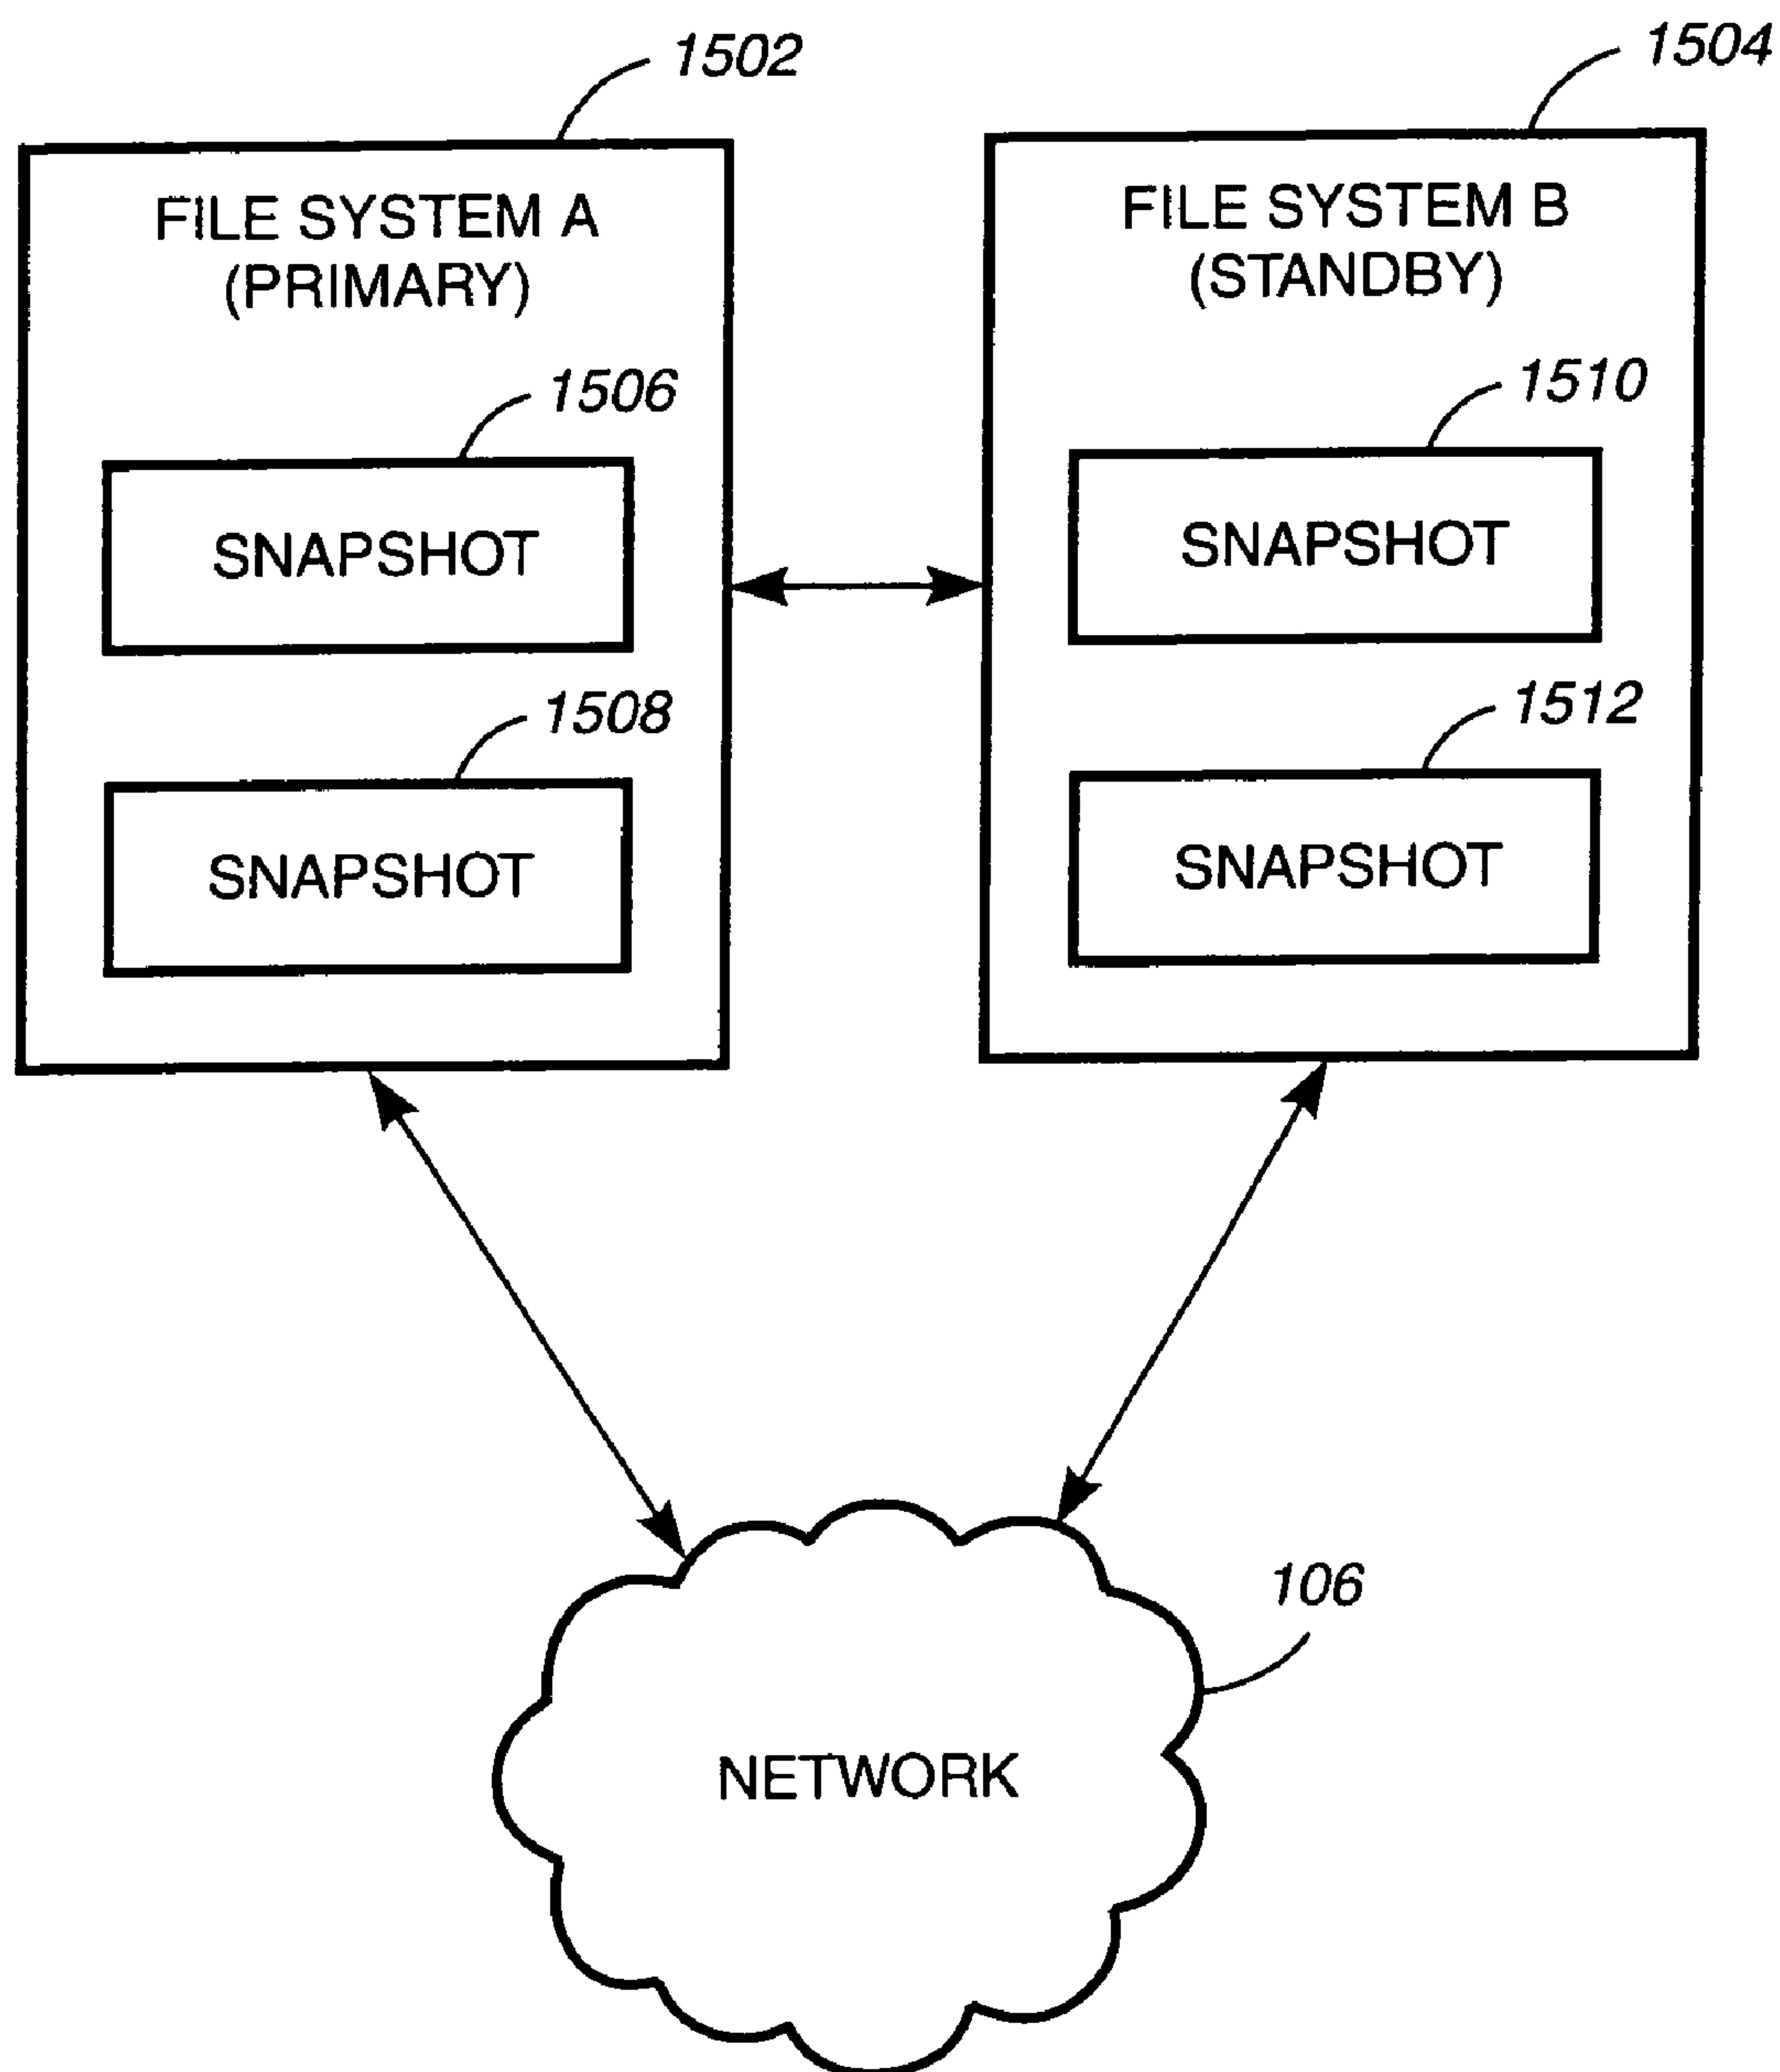 1502
1504
FILE SYSTEM A
(PRIMARY)
FILE SYSTEM B
(STANDBY)
1506
1510
SNAPSHOT
SNAPSHOT
1508
1512
SNAPSHOT
SNAPSHOT
106
NETWORK